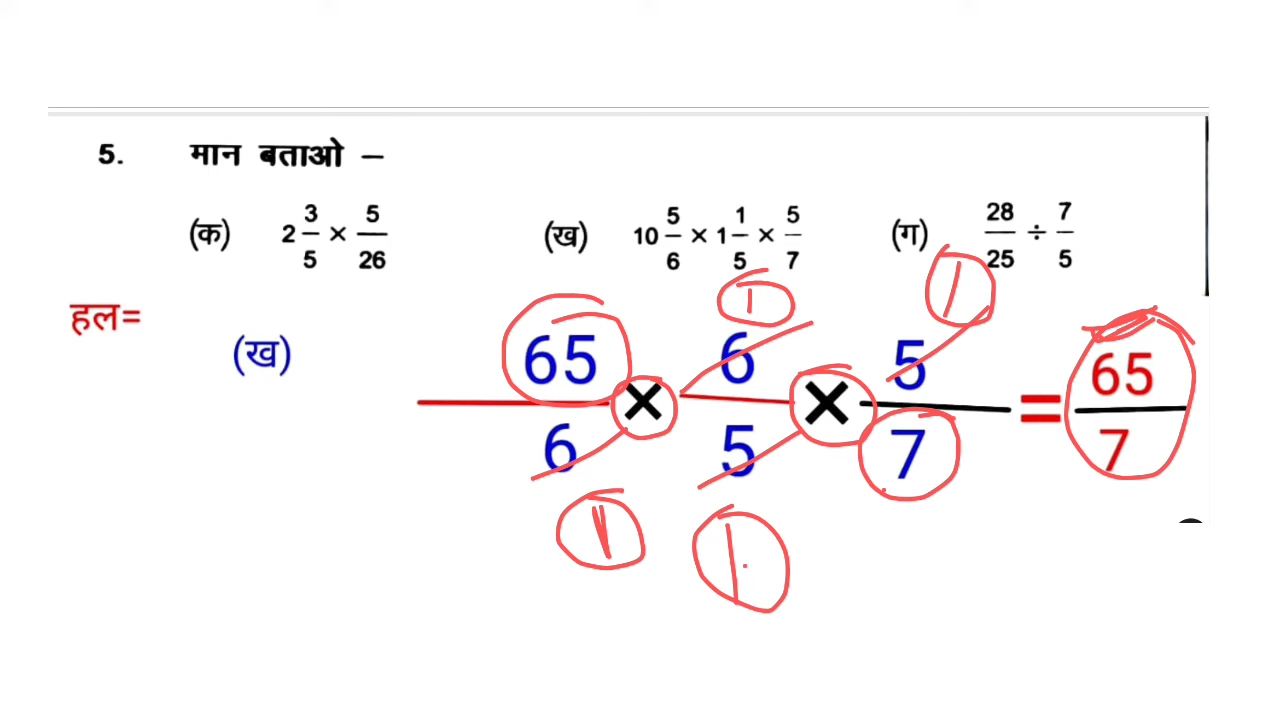 5. मान बताओ –
(क) 2 3/5 × 5/26 (ख) 10 5/6 × 1 1/5 × 5/7 (ग) 28/25 ÷ 7/5
हल=
(ख) 65/6 × 6/5 × 5/7 = 65/7
1 1
1 1